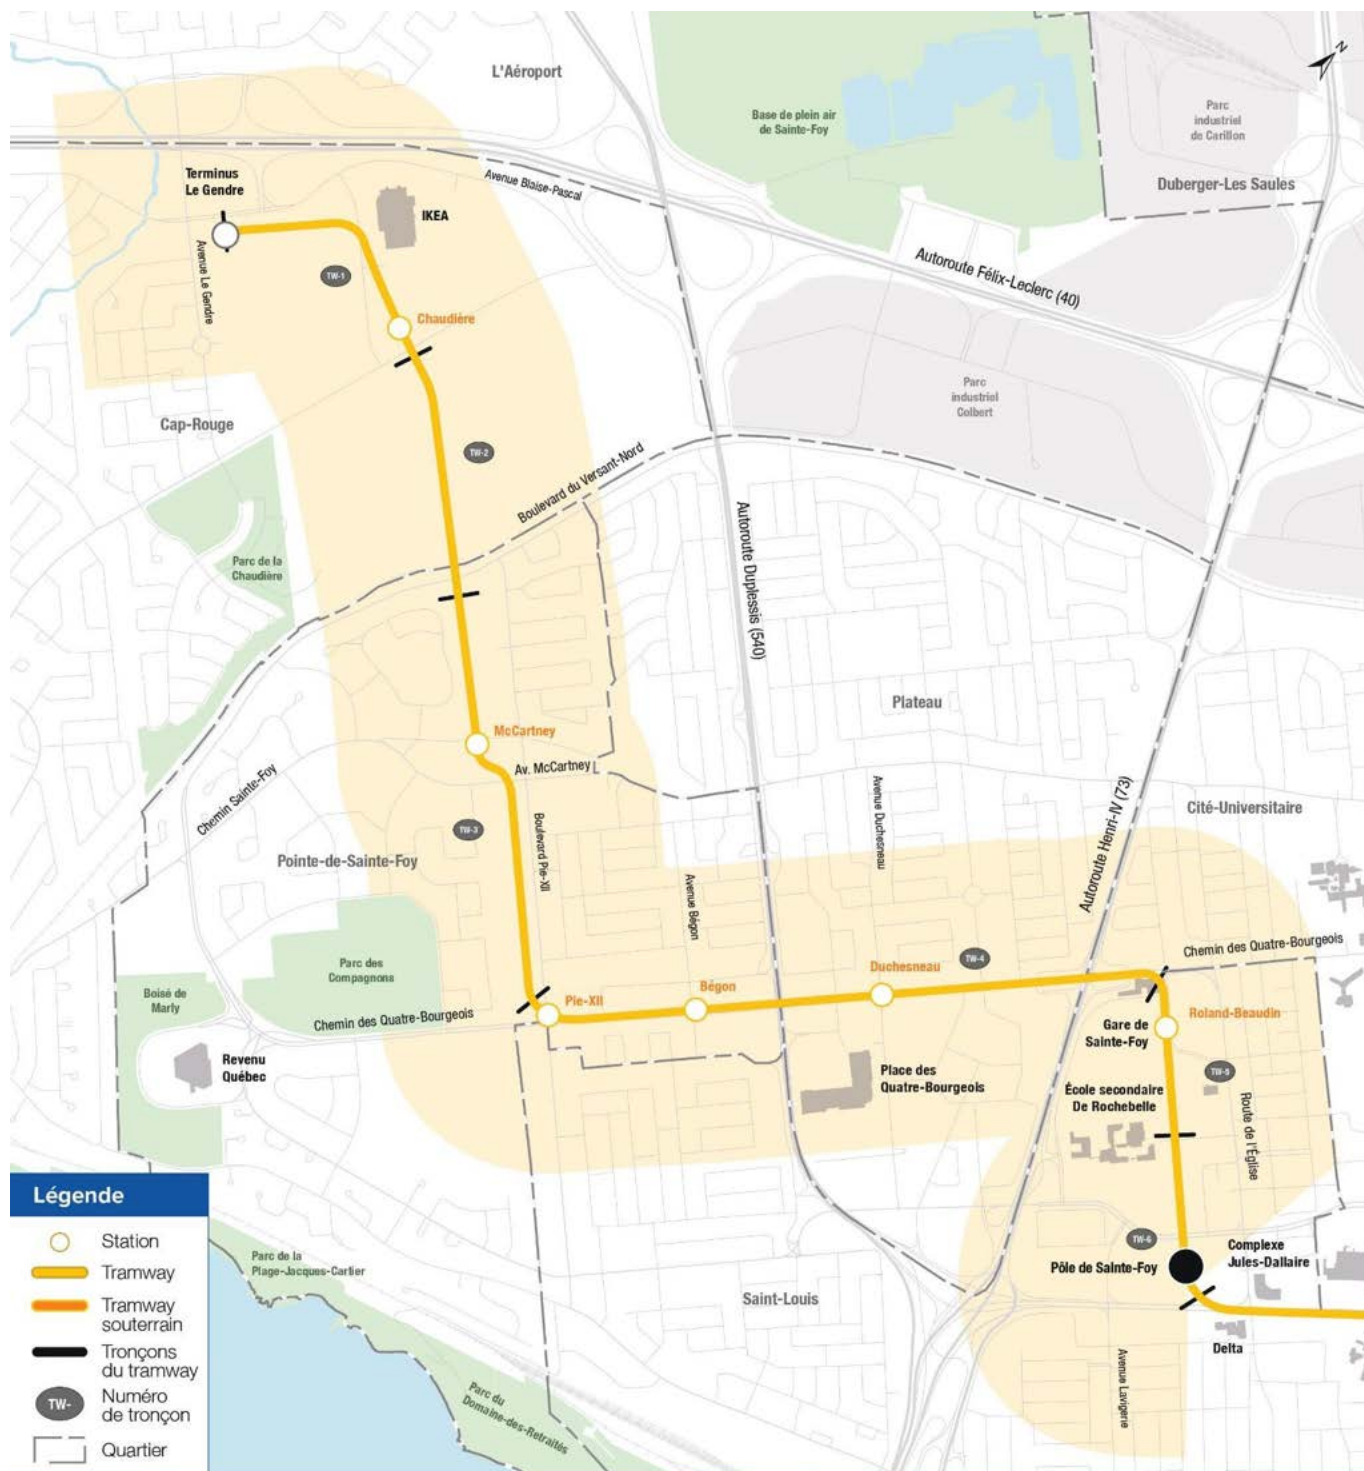 N
L'Aéroport
Base de plein air
de Sainte-Foy
Parc
industriel
de Carillon
Terminus
Le Gendre
Avenue Blaise-Pascal
Duberger-Les Saules
IKEA
Avenue Le Gendre
TW-1
Autoroute Félix-Leclerc (40)
Chaudière
Parc
industriel
Colbert
Cap-Rouge
TW-2
Boulevard du Versant-Nord
Autoroute Duplessis (540)
Parc de la
Chaudière
Plateau
McCartney
Av. McCartney
Chemin Sainte-Foy
Avenue Duchesneau
Autoroute Henri-IV (73)
Cité-Universitaire
TW-3
Boulevard Pie-XII
Pointe-de-Sainte-Foy
Avenue Bégon
Chemin des Quatre-Bourgeois
TW-4
Parc des
Compagnons
Duchesneau
Boisé de
Marly
Pie-XII
Bégon
Chemin des Quatre-Bourgeois
Roland-Beaudin
Gare de
Sainte-Foy
Revenu
Québec
Place des
Quatre-Bourgeois
TW-5
École secondaire
De Rochebelle
Route de l'Église
Légende
Station
Tramway
Tramway
souterrain
Tronçons
du tramway
TW-
Numéro
de tronçon
Quartier
Parc de la
Plage-Jacques-Cartier
TW-6
Complexe
Jules-Dallaire
Pôle de Sainte-Foy
Saint-Louis
Delta
Avenue Lavigerie
Parc du
Domaine-des-Retraités